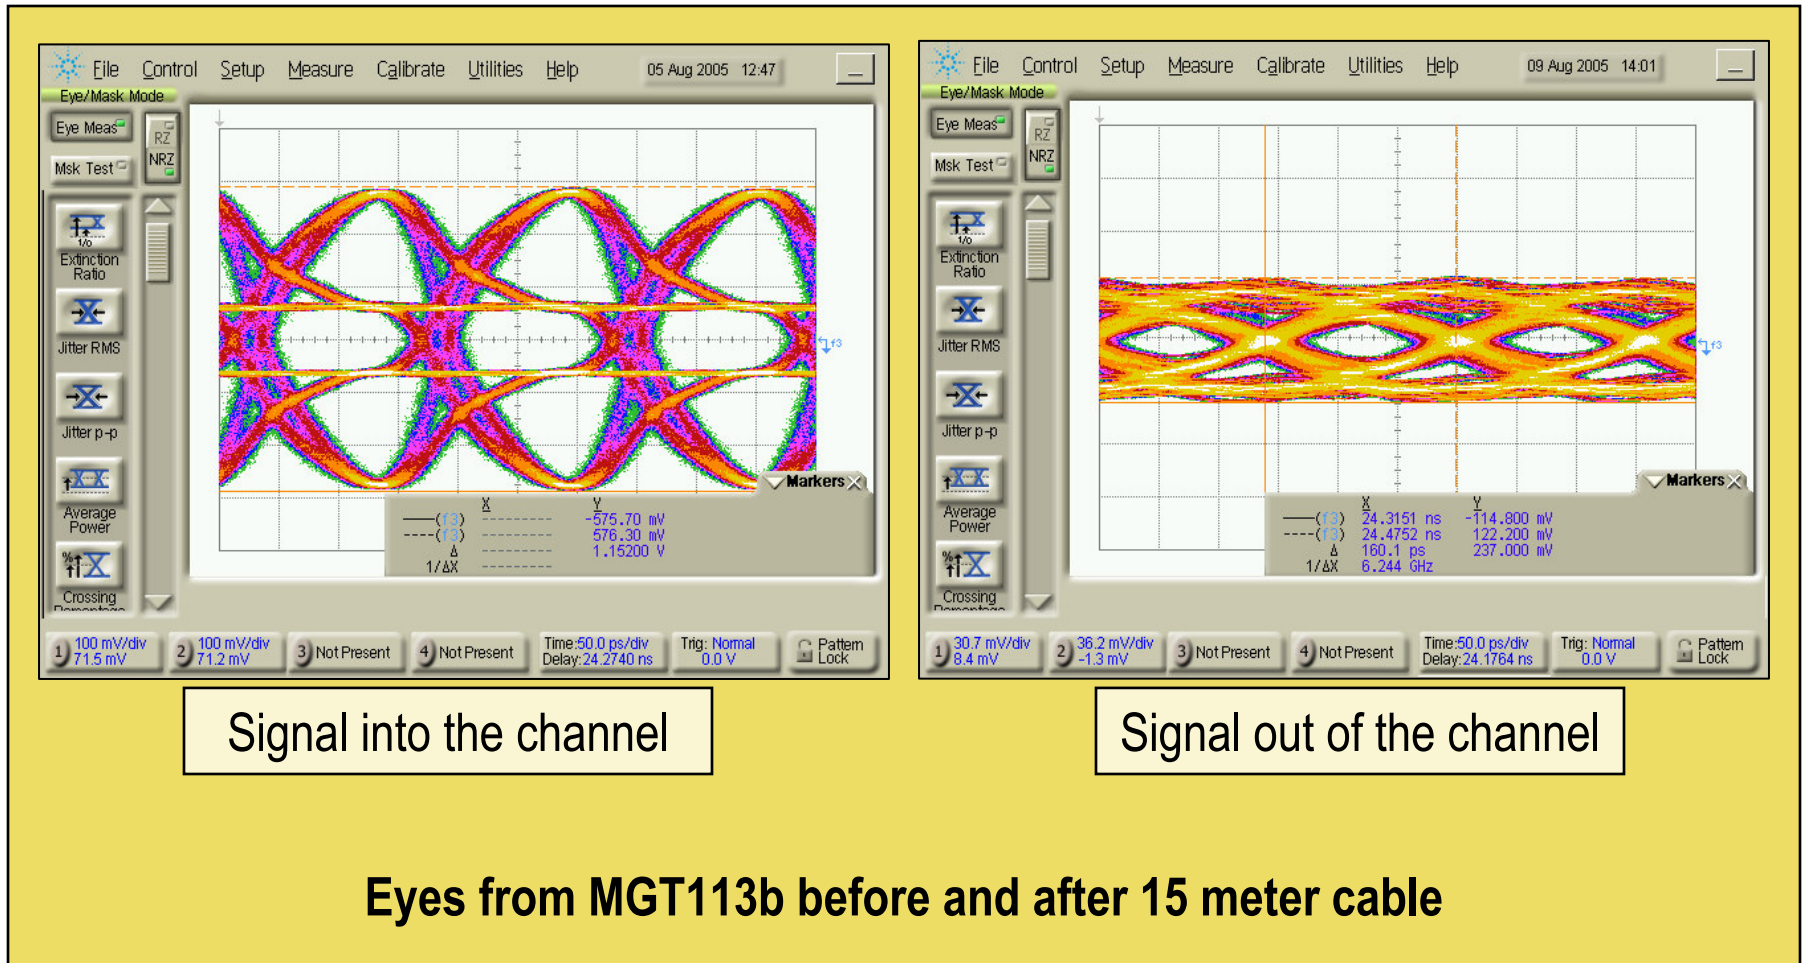 File Control Setup Measure Calibrate Utilities Help 05 Aug 2005 12:47
Eye/Mask Mode
Eye Meas
RZ
NRZ
Msk Test
1/0
Extinction
Ratio
Jitter RMS
Jitter p-p
Average
Power
%
Crossing
Percentage
f3
Markers
X Y
(f3) ---------- -575.70 mV
(f3) ---------- 576.30 mV
Δ ---------- 1.15200 V
1/ΔX ----------
1) 100 mV/div
71.5 mV
2) 100 mV/div
71.2 mV
3) Not Present
4) Not Present
Time:50.0 ps/div
Delay:24.2740 ns
Trig: Normal
0.0 V
Pattern
Lock
File Control Setup Measure Calibrate Utilities Help 09 Aug 2005 14:01
Eye/Mask Mode
Eye Meas
RZ
NRZ
Msk Test
1/0
Extinction
Ratio
Jitter RMS
Jitter p-p
Average
Power
%
Crossing
Percentage
f3
Markers
X Y
(f3) 24.3151 ns -114.800 mV
(f3) 24.4752 ns 122.200 mV
Δ 160.1 ps 237.000 mV
1/ΔX 6.244 GHz
1) 30.7 mV/div
8.4 mV
2) 36.2 mV/div
-1.3 mV
3) Not Present
4) Not Present
Time:50.0 ps/div
Delay:24.1764 ns
Trig: Normal
0.0 V
Pattern
Lock
Signal into the channel
Signal out of the channel
Eyes from MGT113b before and after 15 meter cable